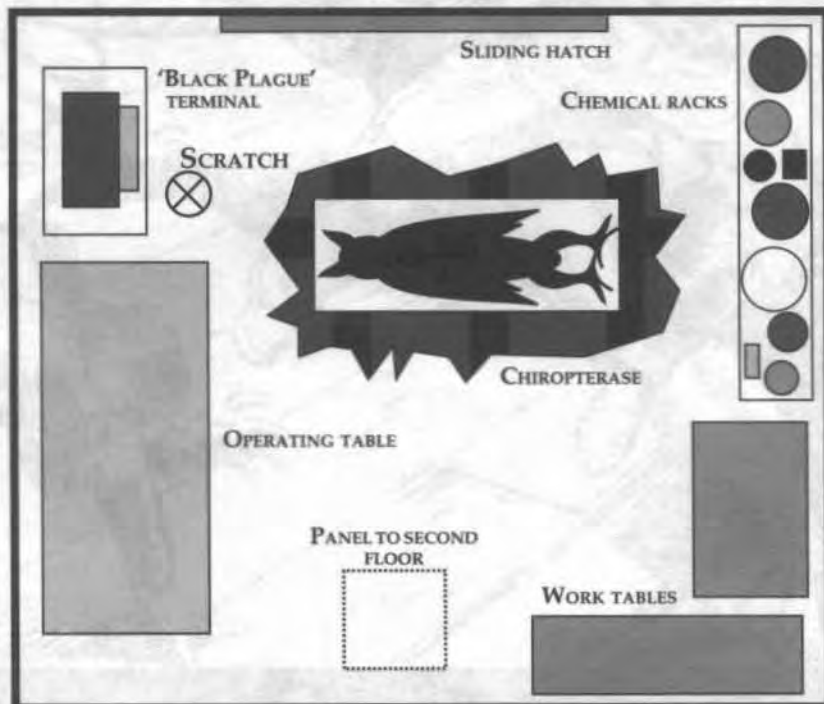 SLIDING HATCH
'BLACK PLAGUE'
TERMINAL
CHEMICAL RACKS
SCRATCH
CHIROPTERASE
OPERATING TABLE
PANEL TO SECOND
FLOOR
WORK TABLES